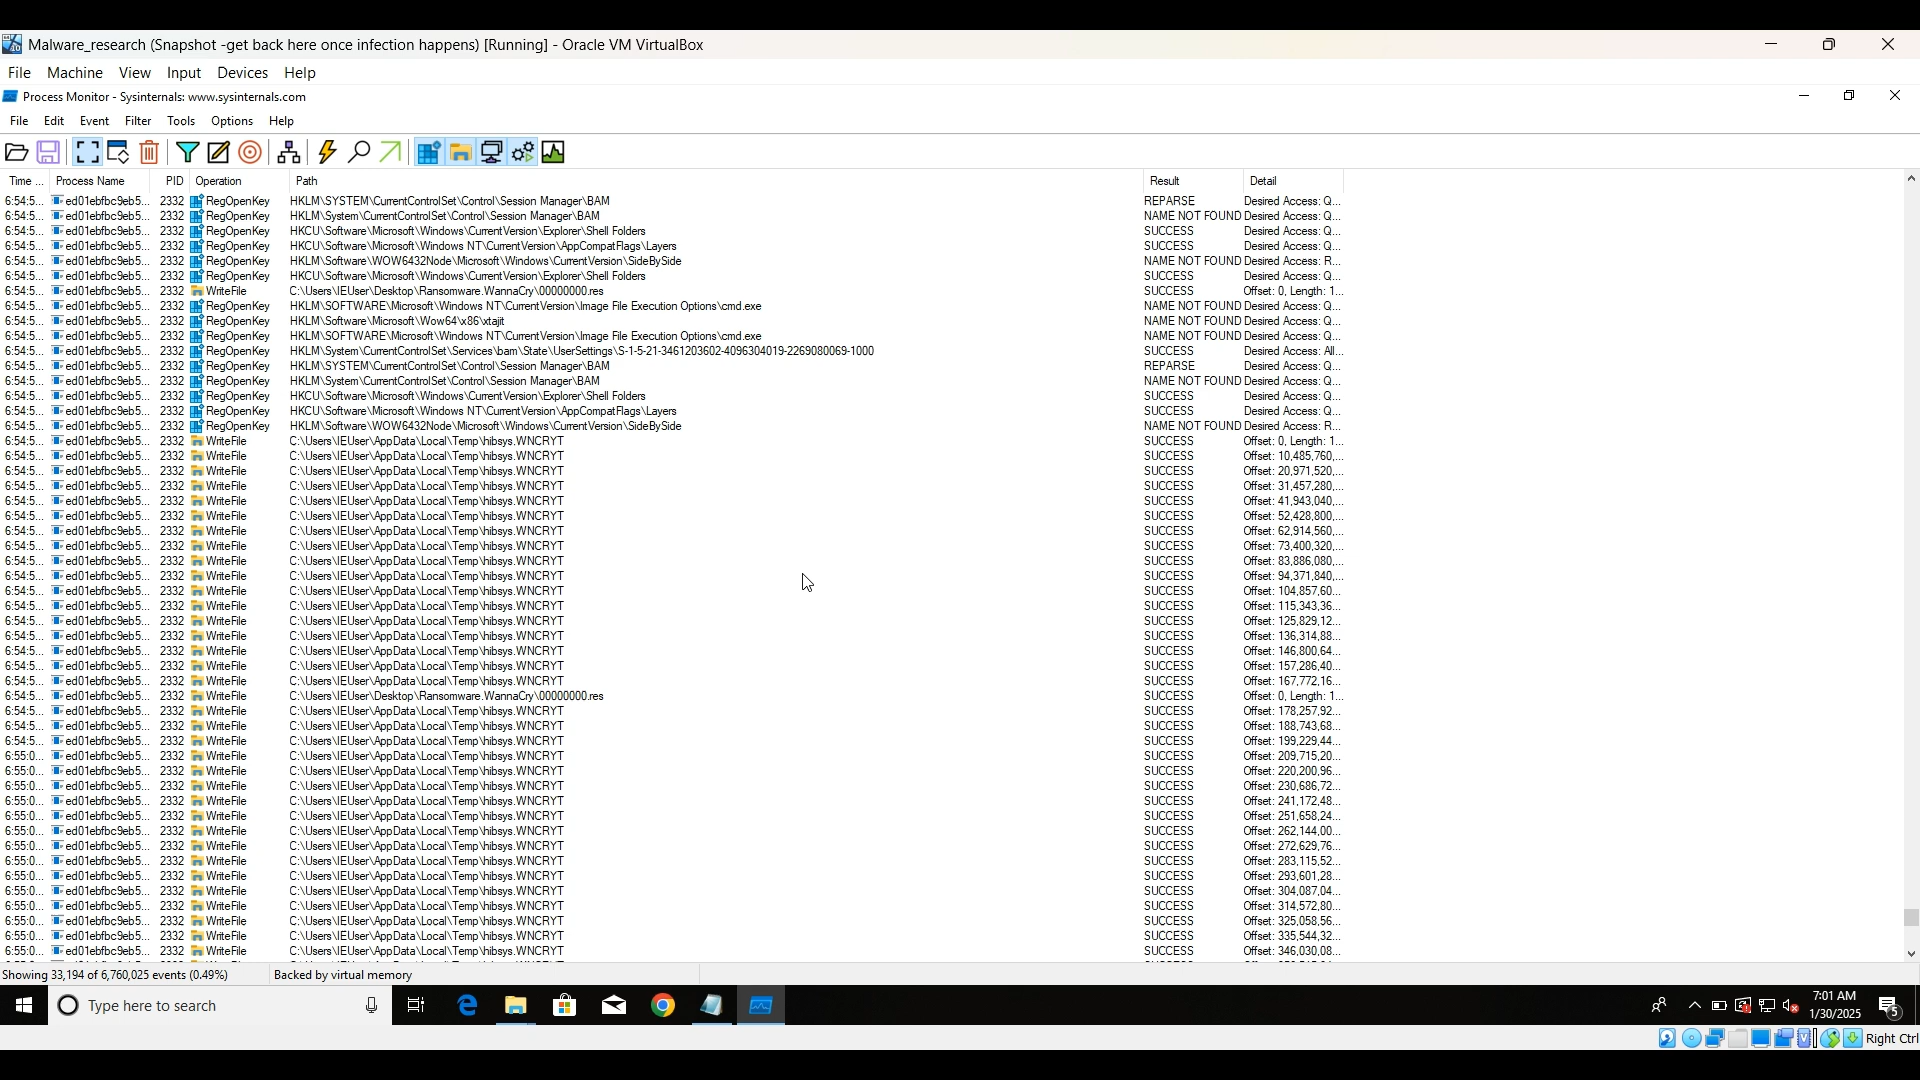 Malware_research (Snapshot -get back here once infection happens) [Running] - Oracle VM VirtualBox
File Machine View Input Devices Help
Process Monitor - Sysinternals: www.sysinternals.com
File Edit Event Filter Tools Options Help
Time ... Process Name PID Operation Path Result Detail
6:54:5... ed01ebfbc9eb5... 2332 RegOpenKey HKLM\SYSTEM\CurrentControlSet\Control\Session Manager\BAM REPARSE Desired Access: Q...
6:54:5... ed01ebfbc9eb5... 2332 RegOpenKey HKLM\System\CurrentControlSet\Control\Session Manager\BAM NAME NOT FOUND Desired Access: Q...
6:54:5... ed01ebfbc9eb5... 2332 RegOpenKey HKCU\Software\Microsoft\Windows\CurrentVersion\Explorer\Shell Folders SUCCESS Desired Access: Q...
6:54:5... ed01ebfbc9eb5... 2332 RegOpenKey HKCU\Software\Microsoft\Windows NT\CurrentVersion\AppCompatFlags\Layers SUCCESS Desired Access: Q...
6:54:5... ed01ebfbc9eb5... 2332 RegOpenKey HKLM\Software\WOW6432Node\Microsoft\Windows\CurrentVersion\SideBySide NAME NOT FOUND Desired Access: R...
6:54:5... ed01ebfbc9eb5... 2332 RegOpenKey HKCU\Software\Microsoft\Windows\CurrentVersion\Explorer\Shell Folders SUCCESS Desired Access: Q...
6:54:5... ed01ebfbc9eb5... 2332 WriteFile C:\Users\IEUser\Desktop\Ransomware.WannaCry\00000000.res SUCCESS Offset: 0, Length: 1...
6:54:5... ed01ebfbc9eb5... 2332 RegOpenKey HKLM\SOFTWARE\Microsoft\Windows NT\CurrentVersion\Image File Execution Options\cmd.exe NAME NOT FOUND Desired Access: Q...
6:54:5... ed01ebfbc9eb5... 2332 RegOpenKey HKLM\Software\Microsoft\Wow64\x86\xtajit NAME NOT FOUND Desired Access: Q...
6:54:5... ed01ebfbc9eb5... 2332 RegOpenKey HKLM\SOFTWARE\Microsoft\Windows NT\CurrentVersion\Image File Execution Options\cmd.exe NAME NOT FOUND Desired Access: Q...
6:54:5... ed01ebfbc9eb5... 2332 RegOpenKey HKLM\System\CurrentControlSet\Services\bam\State\UserSettings\S-1-5-21-3461203602-4096304019-2269080069-1000 SUCCESS Desired Access: All...
6:54:5... ed01ebfbc9eb5... 2332 RegOpenKey HKLM\SYSTEM\CurrentControlSet\Control\Session Manager\BAM REPARSE Desired Access: Q...
6:54:5... ed01ebfbc9eb5... 2332 RegOpenKey HKLM\System\CurrentControlSet\Control\Session Manager\BAM NAME NOT FOUND Desired Access: Q...
6:54:5... ed01ebfbc9eb5... 2332 RegOpenKey HKCU\Software\Microsoft\Windows\CurrentVersion\Explorer\Shell Folders SUCCESS Desired Access: Q...
6:54:5... ed01ebfbc9eb5... 2332 RegOpenKey HKCU\Software\Microsoft\Windows NT\CurrentVersion\AppCompatFlags\Layers SUCCESS Desired Access: Q...
6:54:5... ed01ebfbc9eb5... 2332 RegOpenKey HKLM\Software\WOW6432Node\Microsoft\Windows\CurrentVersion\SideBySide NAME NOT FOUND Desired Access: R...
6:54:5... ed01ebfbc9eb5... 2332 WriteFile C:\Users\IEUser\AppData\Local\Temp\hibsys.WNCRYT SUCCESS Offset: 0, Length: 1...
6:54:5... ed01ebfbc9eb5... 2332 WriteFile C:\Users\IEUser\AppData\Local\Temp\hibsys.WNCRYT SUCCESS Offset: 10,485,760,...
6:54:5... ed01ebfbc9eb5... 2332 WriteFile C:\Users\IEUser\AppData\Local\Temp\hibsys.WNCRYT SUCCESS Offset: 20,971,520,...
6:54:5... ed01ebfbc9eb5... 2332 WriteFile C:\Users\IEUser\AppData\Local\Temp\hibsys.WNCRYT SUCCESS Offset: 31,457,280,...
6:54:5... ed01ebfbc9eb5... 2332 WriteFile C:\Users\IEUser\AppData\Local\Temp\hibsys.WNCRYT SUCCESS Offset: 41,943,040,...
6:54:5... ed01ebfbc9eb5... 2332 WriteFile C:\Users\IEUser\AppData\Local\Temp\hibsys.WNCRYT SUCCESS Offset: 52,428,800,...
6:54:5... ed01ebfbc9eb5... 2332 WriteFile C:\Users\IEUser\AppData\Local\Temp\hibsys.WNCRYT SUCCESS Offset: 62,914,560,...
6:54:5... ed01ebfbc9eb5... 2332 WriteFile C:\Users\IEUser\AppData\Local\Temp\hibsys.WNCRYT SUCCESS Offset: 73,400,320,...
6:54:5... ed01ebfbc9eb5... 2332 WriteFile C:\Users\IEUser\AppData\Local\Temp\hibsys.WNCRYT SUCCESS Offset: 83,886,080,...
6:54:5... ed01ebfbc9eb5... 2332 WriteFile C:\Users\IEUser\AppData\Local\Temp\hibsys.WNCRYT SUCCESS Offset: 94,371,840,...
6:54:5... ed01ebfbc9eb5... 2332 WriteFile C:\Users\IEUser\AppData\Local\Temp\hibsys.WNCRYT SUCCESS Offset: 104,857,60...
6:54:5... ed01ebfbc9eb5... 2332 WriteFile C:\Users\IEUser\AppData\Local\Temp\hibsys.WNCRYT SUCCESS Offset: 115,343,36...
6:54:5... ed01ebfbc9eb5... 2332 WriteFile C:\Users\IEUser\AppData\Local\Temp\hibsys.WNCRYT SUCCESS Offset: 125,829,12...
6:54:5... ed01ebfbc9eb5... 2332 WriteFile C:\Users\IEUser\AppData\Local\Temp\hibsys.WNCRYT SUCCESS Offset: 136,314,88...
6:54:5... ed01ebfbc9eb5... 2332 WriteFile C:\Users\IEUser\AppData\Local\Temp\hibsys.WNCRYT SUCCESS Offset: 146,800,64...
6:54:5... ed01ebfbc9eb5... 2332 WriteFile C:\Users\IEUser\AppData\Local\Temp\hibsys.WNCRYT SUCCESS Offset: 157,286,40...
6:54:5... ed01ebfbc9eb5... 2332 WriteFile C:\Users\IEUser\AppData\Local\Temp\hibsys.WNCRYT SUCCESS Offset: 167,772,16...
6:54:5... ed01ebfbc9eb5... 2332 WriteFile C:\Users\IEUser\Desktop\Ransomware.WannaCry\00000000.res SUCCESS Offset: 0, Length: 1...
6:54:5... ed01ebfbc9eb5... 2332 WriteFile C:\Users\IEUser\AppData\Local\Temp\hibsys.WNCRYT SUCCESS Offset: 178,257,92...
6:54:5... ed01ebfbc9eb5... 2332 WriteFile C:\Users\IEUser\AppData\Local\Temp\hibsys.WNCRYT SUCCESS Offset: 188,743,68...
6:54:5... ed01ebfbc9eb5... 2332 WriteFile C:\Users\IEUser\AppData\Local\Temp\hibsys.WNCRYT SUCCESS Offset: 199,229,44...
6:55:0... ed01ebfbc9eb5... 2332 WriteFile C:\Users\IEUser\AppData\Local\Temp\hibsys.WNCRYT SUCCESS Offset: 209,715,20...
6:55:0... ed01ebfbc9eb5... 2332 WriteFile C:\Users\IEUser\AppData\Local\Temp\hibsys.WNCRYT SUCCESS Offset: 220,200,96...
6:55:0... ed01ebfbc9eb5... 2332 WriteFile C:\Users\IEUser\AppData\Local\Temp\hibsys.WNCRYT SUCCESS Offset: 230,686,72...
6:55:0... ed01ebfbc9eb5... 2332 WriteFile C:\Users\IEUser\AppData\Local\Temp\hibsys.WNCRYT SUCCESS Offset: 241,172,48...
6:55:0... ed01ebfbc9eb5... 2332 WriteFile C:\Users\IEUser\AppData\Local\Temp\hibsys.WNCRYT SUCCESS Offset: 251,658,24...
6:55:0... ed01ebfbc9eb5... 2332 WriteFile C:\Users\IEUser\AppData\Local\Temp\hibsys.WNCRYT SUCCESS Offset: 262,144,00...
6:55:0... ed01ebfbc9eb5... 2332 WriteFile C:\Users\IEUser\AppData\Local\Temp\hibsys.WNCRYT SUCCESS Offset: 272,629,76...
6:55:0... ed01ebfbc9eb5... 2332 WriteFile C:\Users\IEUser\AppData\Local\Temp\hibsys.WNCRYT SUCCESS Offset: 283,115,52...
6:55:0... ed01ebfbc9eb5... 2332 WriteFile C:\Users\IEUser\AppData\Local\Temp\hibsys.WNCRYT SUCCESS Offset: 293,601,28...
6:55:0... ed01ebfbc9eb5... 2332 WriteFile C:\Users\IEUser\AppData\Local\Temp\hibsys.WNCRYT SUCCESS Offset: 304,087,04...
6:55:0... ed01ebfbc9eb5... 2332 WriteFile C:\Users\IEUser\AppData\Local\Temp\hibsys.WNCRYT SUCCESS Offset: 314,572,80...
6:55:0... ed01ebfbc9eb5... 2332 WriteFile C:\Users\IEUser\AppData\Local\Temp\hibsys.WNCRYT SUCCESS Offset: 325,058,56...
6:55:0... ed01ebfbc9eb5... 2332 WriteFile C:\Users\IEUser\AppData\Local\Temp\hibsys.WNCRYT SUCCESS Offset: 335,544,32...
6:55:0... ed01ebfbc9eb5... 2332 WriteFile C:\Users\IEUser\AppData\Local\Temp\hibsys.WNCRYT SUCCESS Offset: 346,030,08...
Showing 33,194 of 6,760,025 events (0.49%) Backed by virtual memory
Type here to search
7:01 AM
1/30/2025
5
Right Ctrl